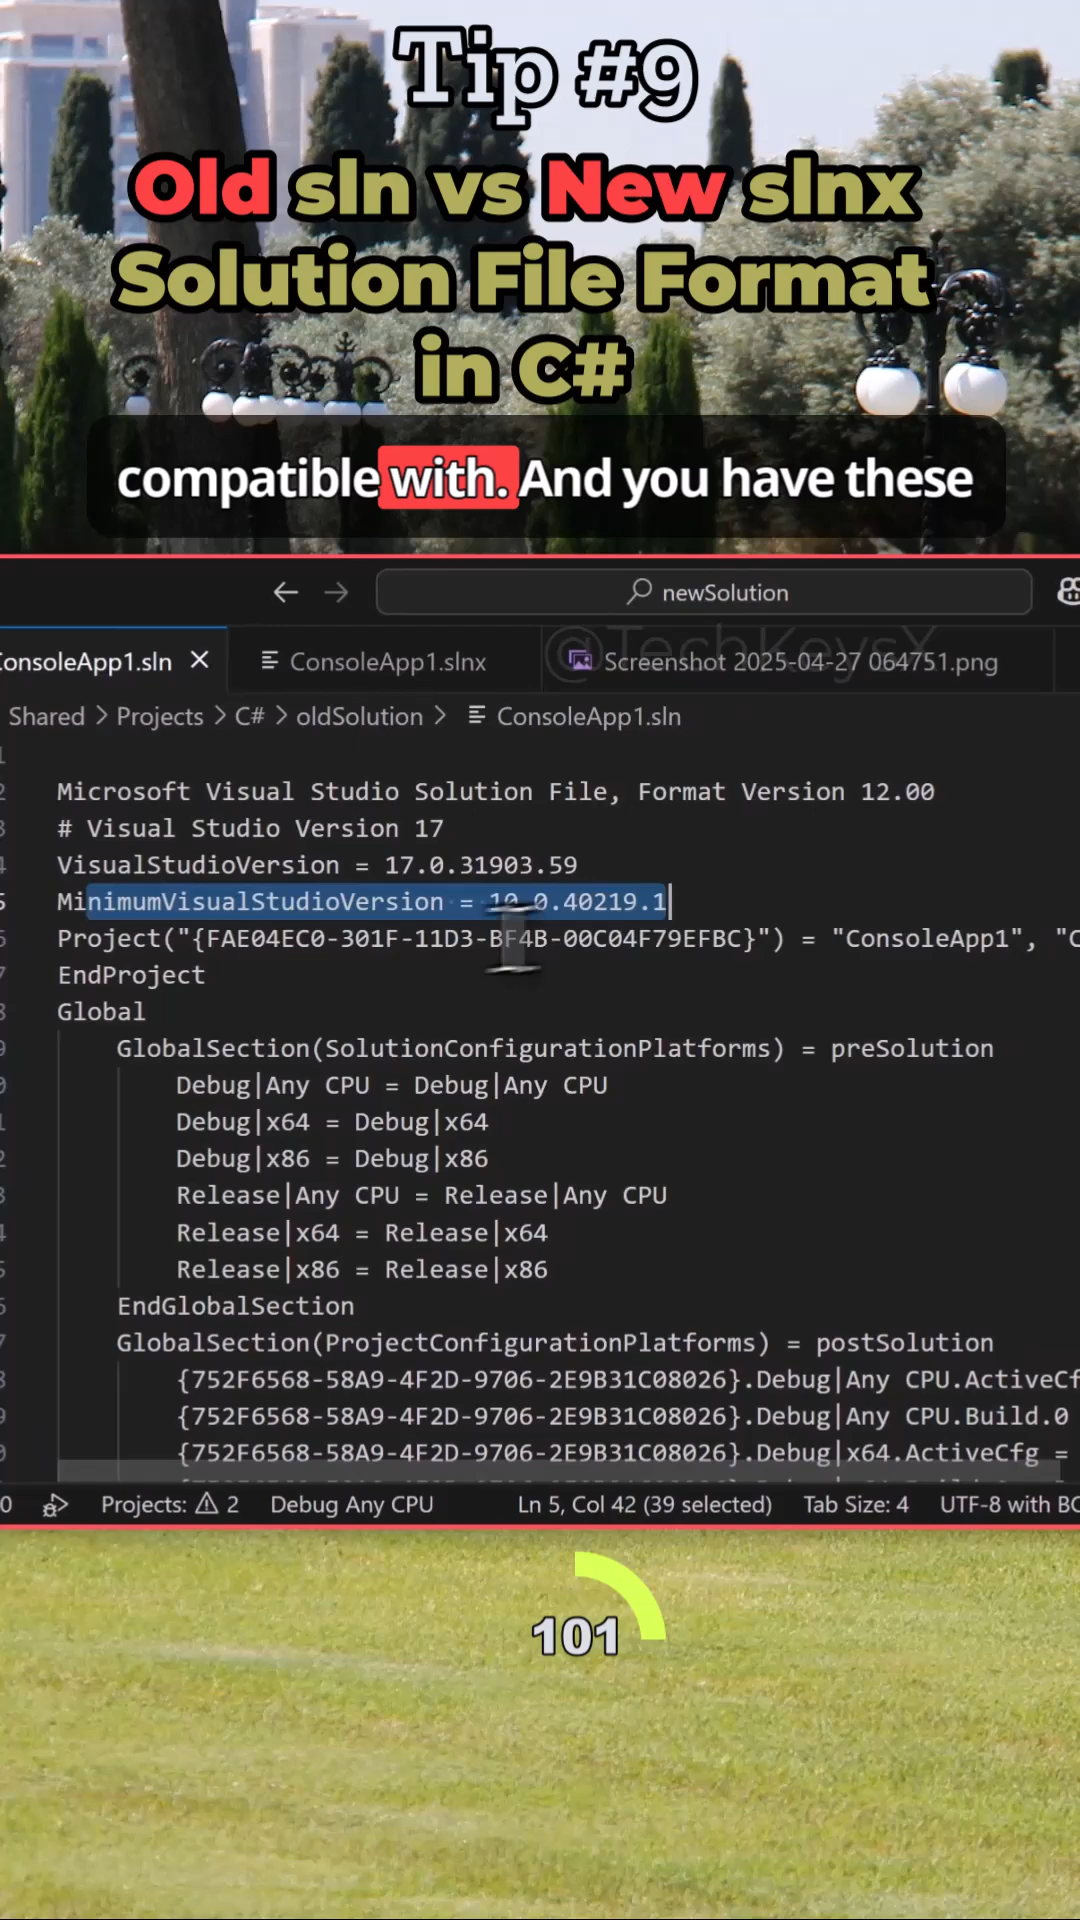 Tip #9
Old sln vs New slnx
Solution File Format
in C#
compatible with. And you have these
newSolution
ConsoleApp1.sln
ConsoleApp1.slnx
Screenshot 2025-04-27 064751.png
@TechKeysX
Shared > Projects > C# > oldSolution > ConsoleApp1.sln
Microsoft Visual Studio Solution File, Format Version 12.00
# Visual Studio Version 17
VisualStudioVersion = 17.0.31903.59
MinimumVisualStudioVersion = 10.0.40219.1
Project("{FAE04EC0-301F-11D3-BF4B-00C04F79EFBC}") = "ConsoleApp1", "C
EndProject
Global
GlobalSection(SolutionConfigurationPlatforms) = preSolution
Debug|Any CPU = Debug|Any CPU
Debug|x64 = Debug|x64
Debug|x86 = Debug|x86
Release|Any CPU = Release|Any CPU
Release|x64 = Release|x64
Release|x86 = Release|x86
EndGlobalSection
GlobalSection(ProjectConfigurationPlatforms) = postSolution
{752F6568-58A9-4F2D-9706-2E9B31C08026}.Debug|Any CPU.ActiveCf
{752F6568-58A9-4F2D-9706-2E9B31C08026}.Debug|Any CPU.Build.0
{752F6568-58A9-4F2D-9706-2E9B31C08026}.Debug|x64.ActiveCfg =
0 Projects: 2 Debug Any CPU Ln 5, Col 42 (39 selected) Tab Size: 4 UTF-8 with BO
101